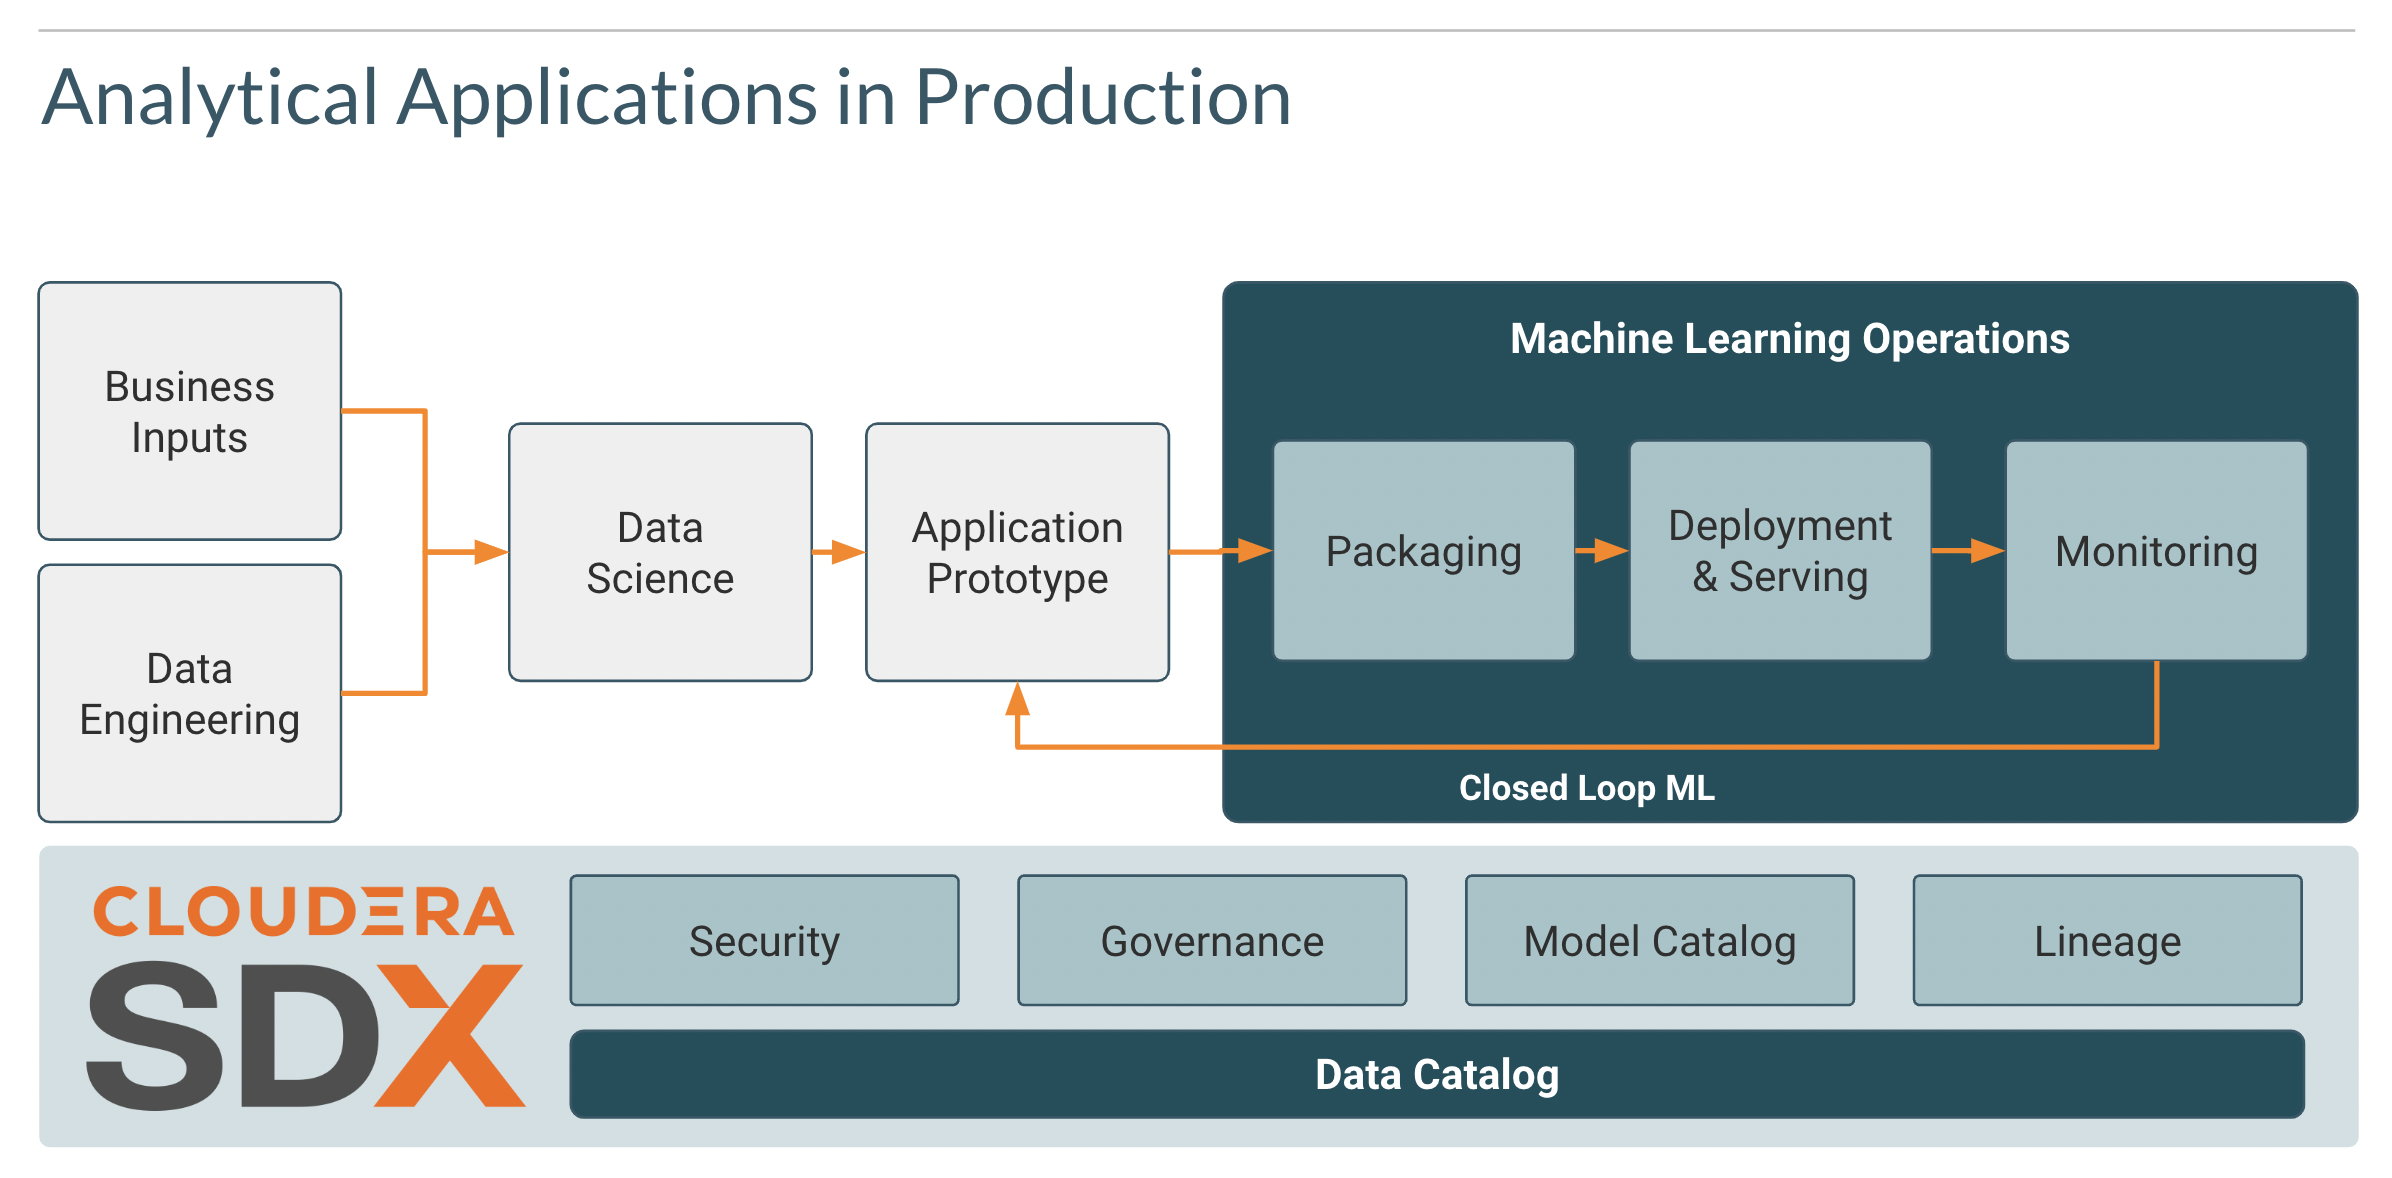 Analytical Applications in Production
Business
Inputs
Data
Engineering
Data
Science
Application
Prototype
Machine Learning Operations
Packaging
Deployment
& Serving
Monitoring
Closed Loop ML
CLOUDERA
SDX
Security
Governance
Model Catalog
Lineage
Data Catalog